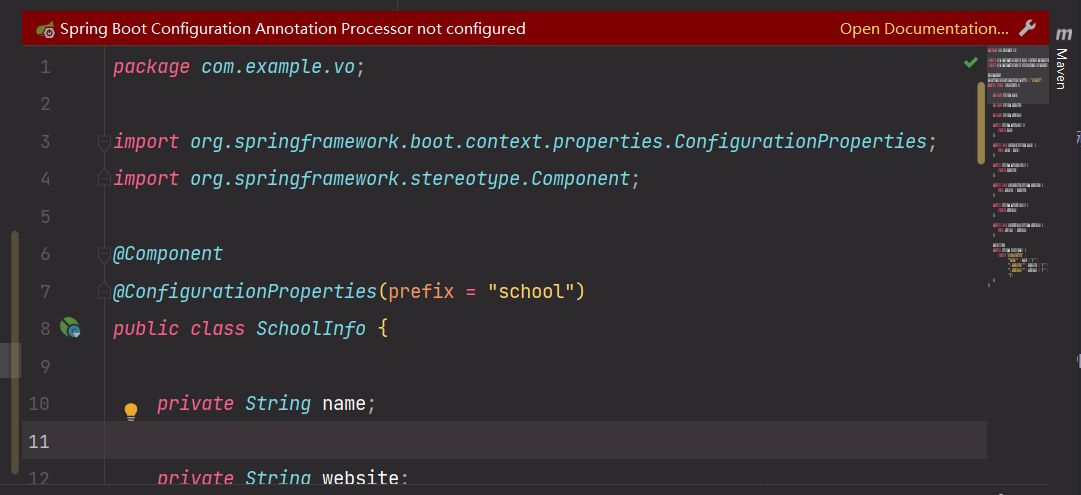 Spring Boot Configuration Annotation Processor not configured Open Documentation...
1 package com.example.vo;
2
3 import org.springframework.boot.context.properties.ConfigurationProperties;
4 import org.springframework.stereotype.Component;
5
6 @Component
7 @ConfigurationProperties(prefix = "school")
8 public class SchoolInfo {
9
10 private String name;
11
12 private String website;
m Maven